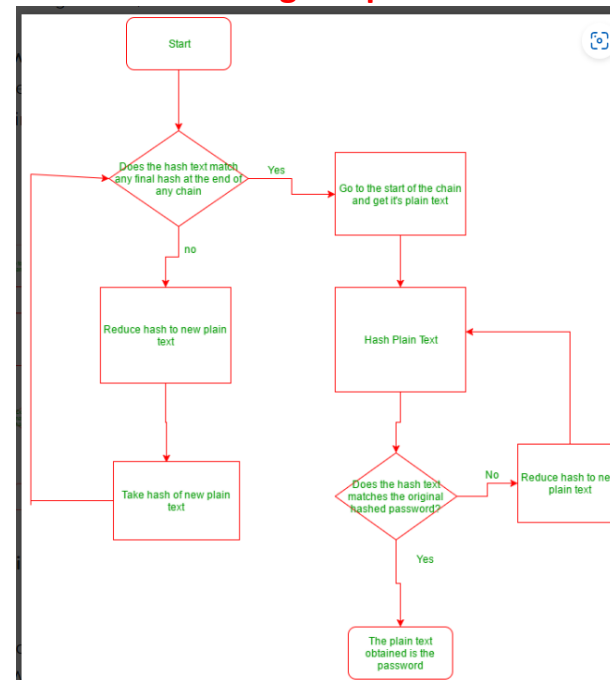 Start
Does the hash text match
any final hash at the end of
any chain
Yes
Go to the start of the chain
and get it's plain text
no
Reduce hash to new plain
text
Hash Plain Text
Take hash of new plain
text
Does the hash text
matches the original
hashed password?
No
Reduce hash to ne
plain text
Yes
The plain text
obtained is the
password